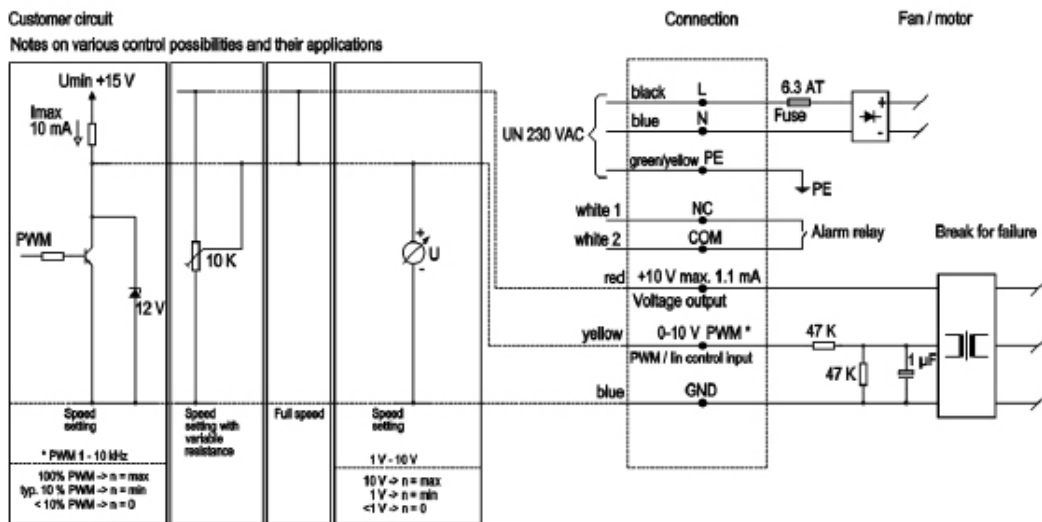 Customer circuit
Notes on various control possibilities and their applications
Connection
Fan / motor
Umin +15 V
Imax
10 mA
PWM
12 V
Speed
setting
* PWM 1 - 10 kHz
100% PWM -> n = max
typ. 10 % PWM -> n = min
< 10% PWM -> n = 0
10 K
Speed
setting with
variable
resistance
Full speed
+
U
-
Speed
setting
1 V - 10 V
10 V -> n = max
1 V -> n = min
<1 V -> n = 0
UN 230 VAC
black
L
6.3 AT
Fuse
+
-
blue
N
green/yellow
PE
PE
white 1
NC
white 2
COM
Alarm relay
Break for failure
red
+10 V max. 1.1 mA
Voltage output
yellow
0-10 V PWM *
PWM / lin control input
47 K
47 K
1 µF
blue
GND